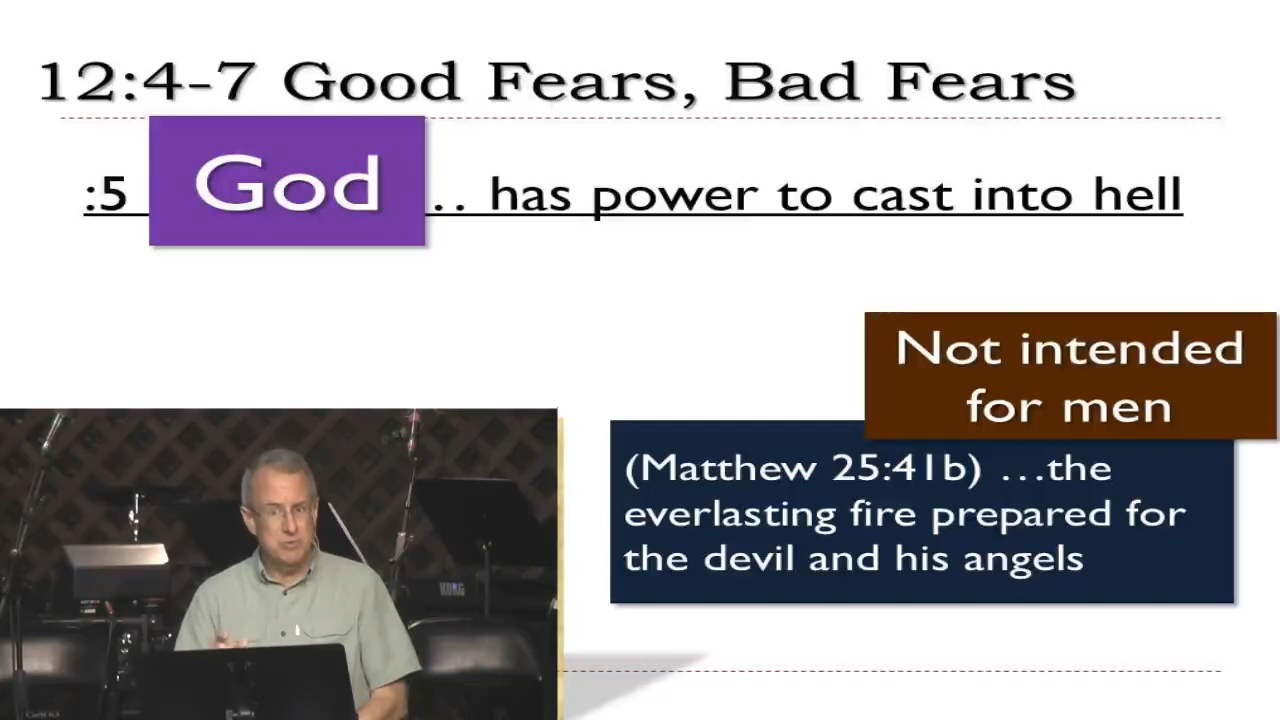 12:4-7 Good Fears, Bad Fears
:5 God .. has power to cast into hell
Not intended
for men
(Matthew 25:41b) …the
everlasting fire prepared for
the devil and his angels
KORG